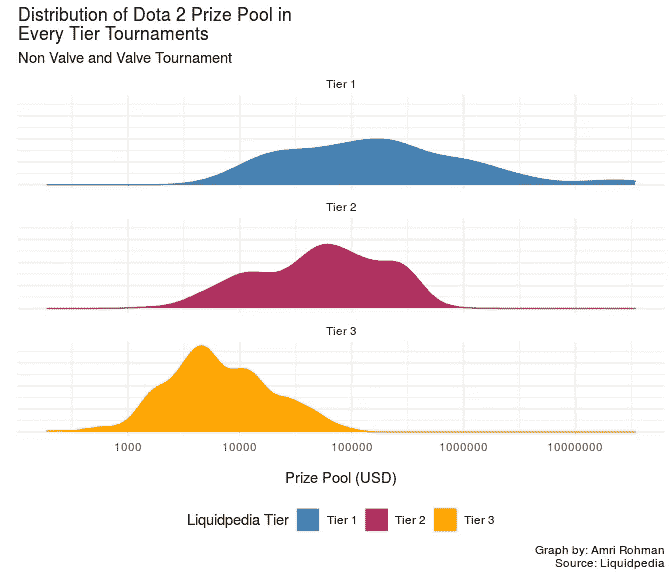 Distribution of Dota 2 Prize Pool in
Every Tier Tournaments
Non Valve and Valve Tournament
Tier 1
Tier 2
Tier 3
1000 10000 100000 1000000 10000000
Prize Pool (USD)
Liquidpedia Tier Tier 1 Tier 2 Tier 3
Graph by: Amri Rohman
Source: Liquidpedia